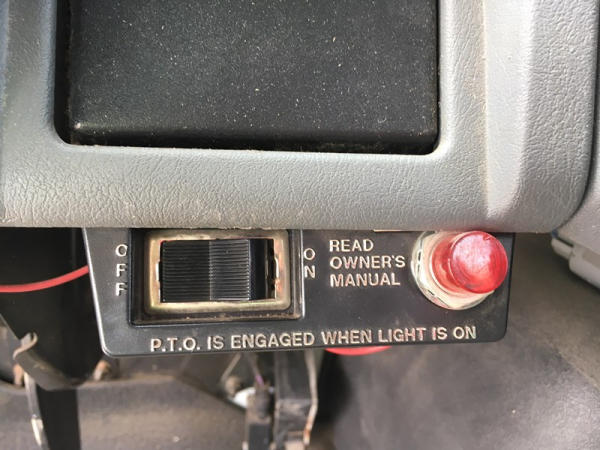 OFF
ON
READ
OWNER'S
MANUAL
P.T.O. IS ENGAGED WHEN LIGHT IS ON